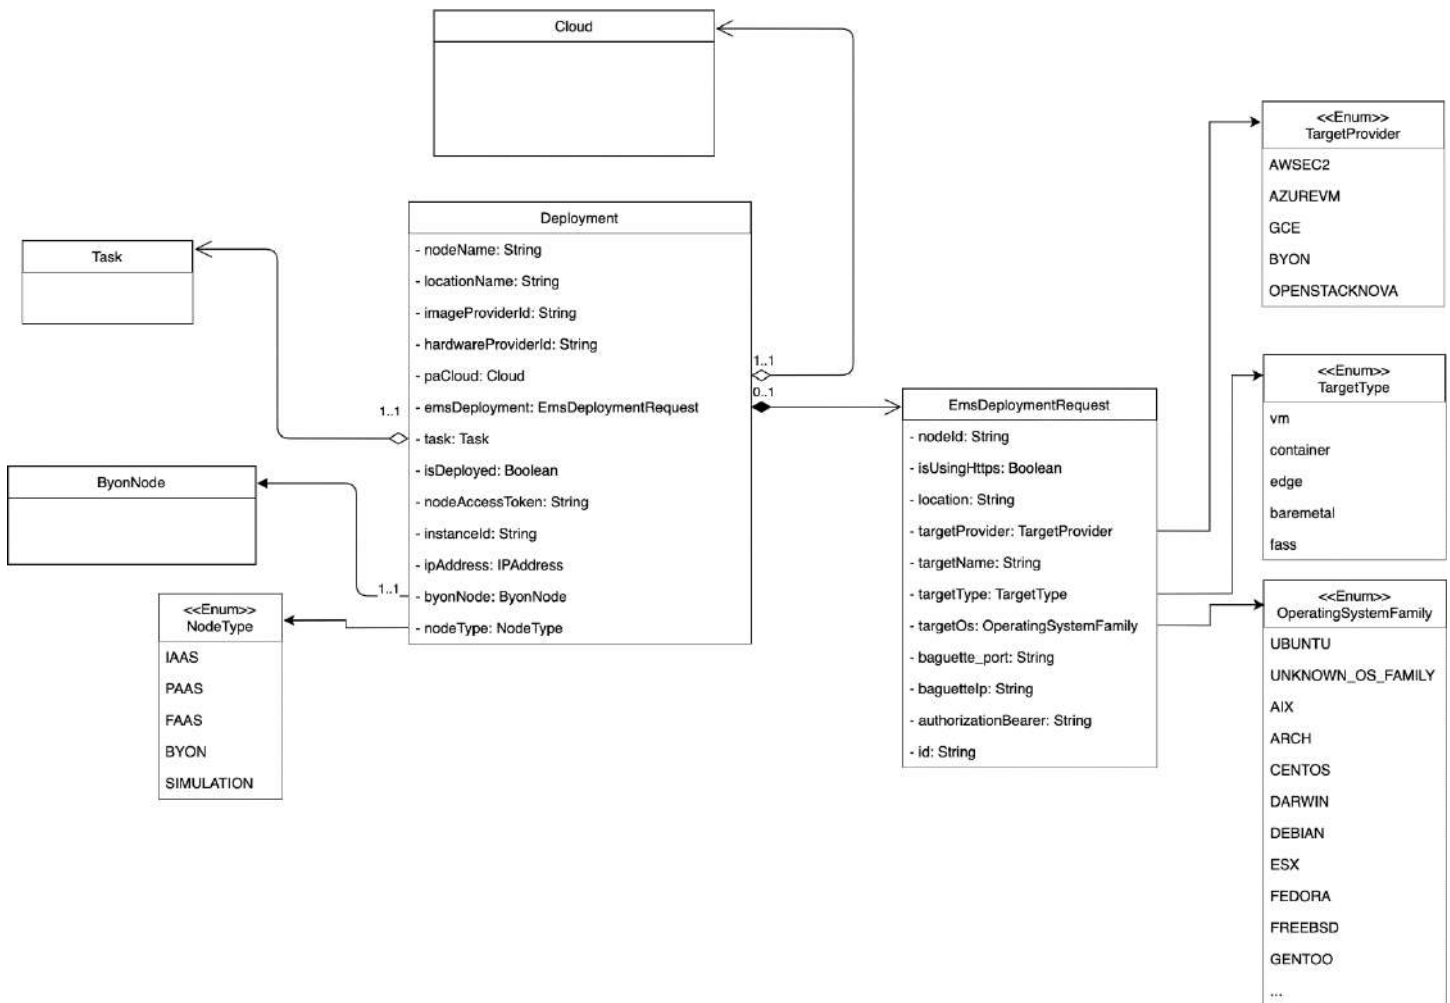 Cloud
<<Enum>>
TargetProvider
AWSEC2
AZUREVM
GCE
BYON
OPENSTACKNOVA
Deployment
- nodeName: String
- locationName: String
- imageProviderId: String
- hardwareProviderId: String
- paCloud: Cloud
- emsDeployment: EmsDeploymentRequest
- task: Task
- isDeployed: Boolean
- nodeAccessToken: String
- instanceId: String
- ipAddress: IPAddress
- byonNode: ByonNode
- nodeType: NodeType
Task
1..1
0..1
1..1
1..1
ByonNode
<<Enum>>
NodeType
IAAS
PAAS
FAAS
BYON
SIMULATION
EmsDeploymentRequest
- nodeId: String
- isUsingHttps: Boolean
- location: String
- targetProvider: TargetProvider
- targetName: String
- targetType: TargetType
- targetOs: OperatingSystemFamily
- baguette_port: String
- baguetteIp: String
- authorizationBearer: String
- id: String
<<Enum>>
TargetType
vm
container
edge
baremetal
fass
<<Enum>>
OperatingSystemFamily
UBUNTU
UNKNOWN_OS_FAMILY
AIX
ARCH
CENTOS
DARWIN
DEBIAN
ESX
FEDORA
FREEBSD
GENTOO
...